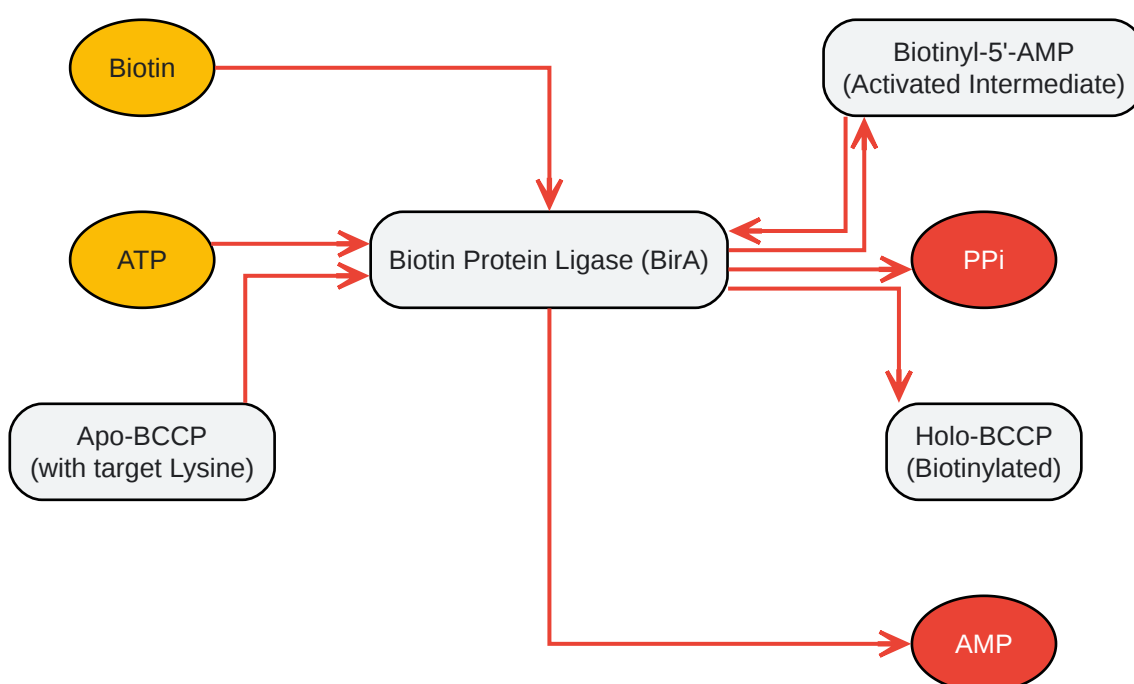 Biotin
Biotinyl-5'-AMP
(Activated Intermediate)
ATP
Biotin Protein Ligase (BirA)
PPi
Apo-BCCP
(with target Lysine)
Holo-BCCP
(Biotinylated)
AMP